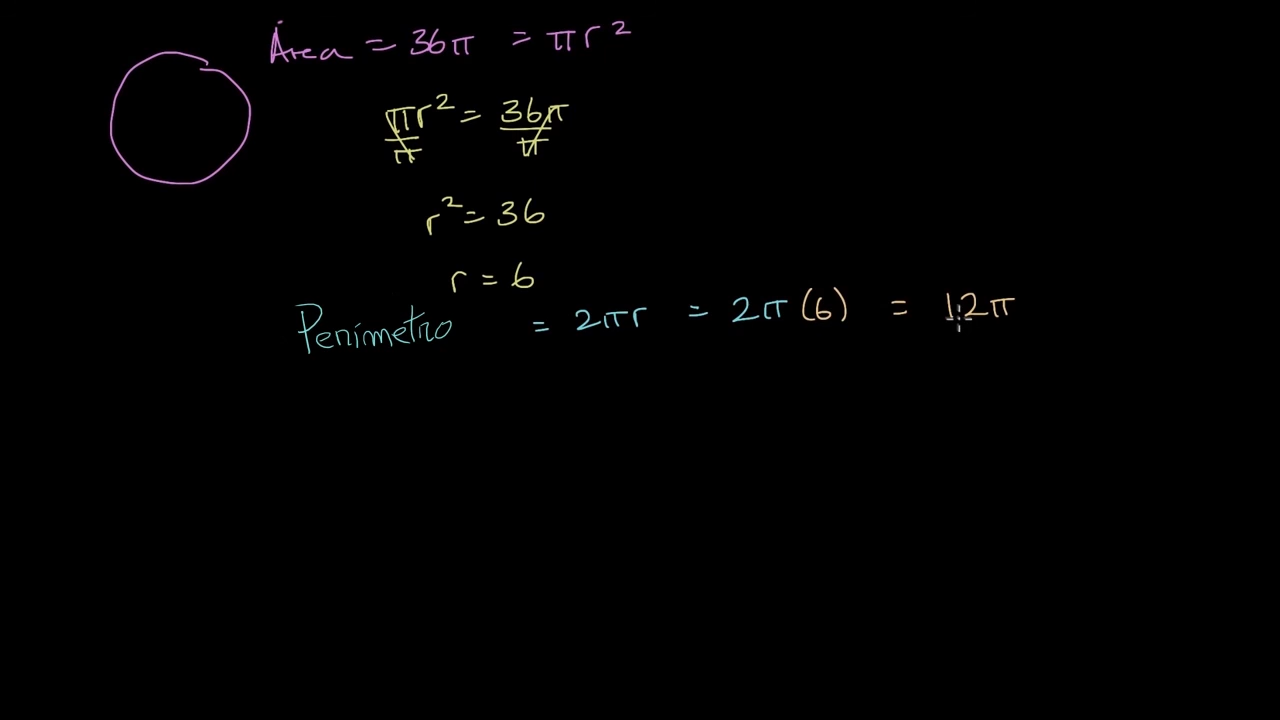 Área = 36π = πr²
πr²/π = 36π/π
r² = 36
r = 6
Perímetro = 2πr = 2π(6) = 12π